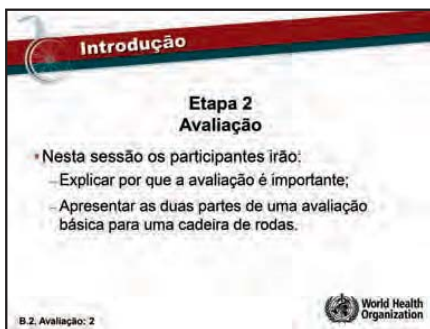 Introdução
Etapa 2
Avaliação
• Nesta sessão os participantes irão:
– Explicar por que a avaliação é importante;
– Apresentar as duas partes de uma avaliação
básica para uma cadeira de rodas.
B.2. Avaliação: 2
World Health
Organization